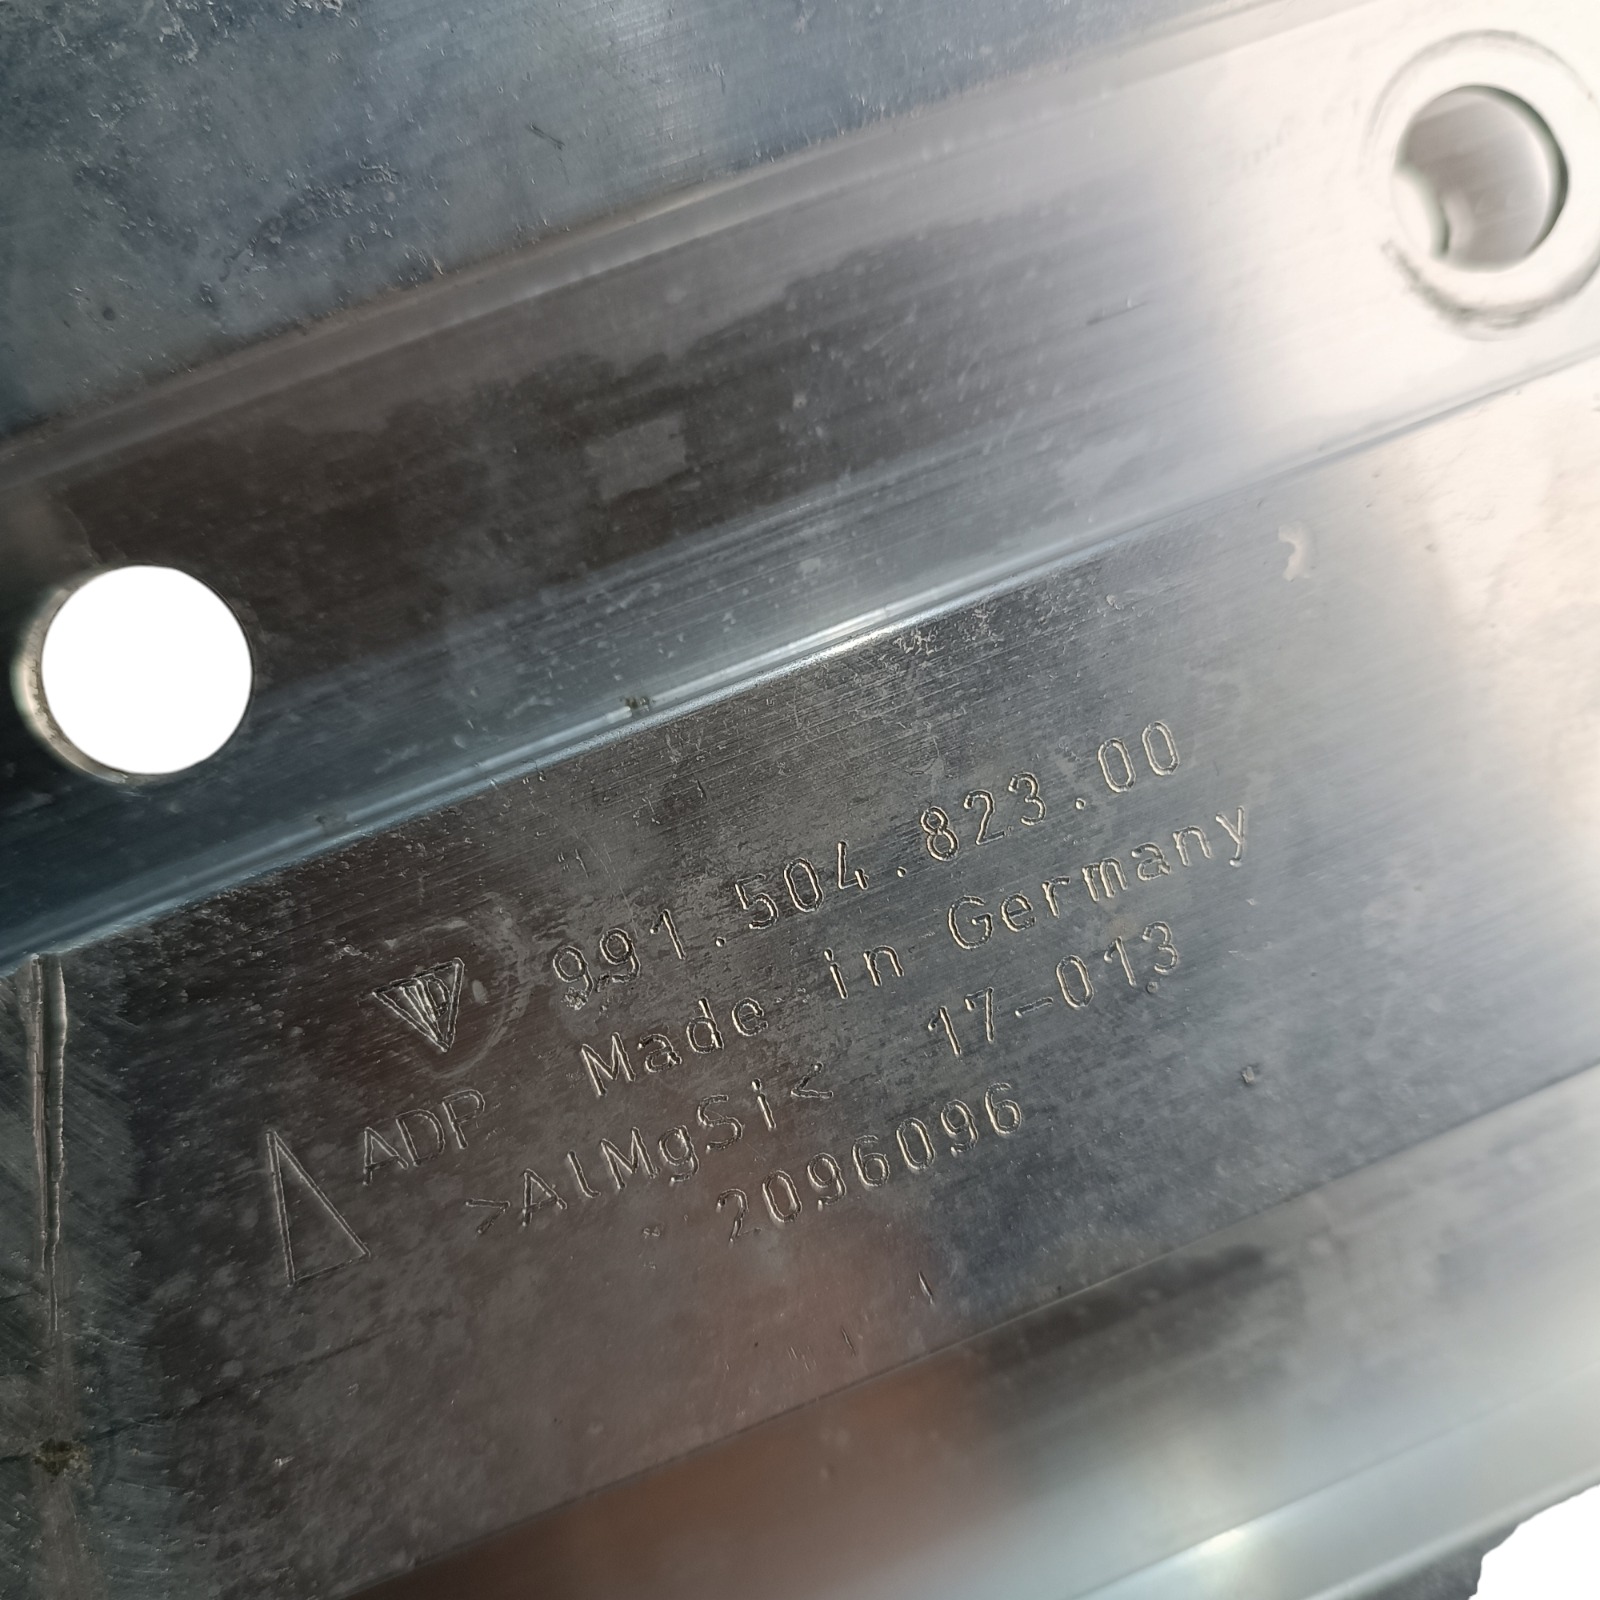 991.504.823.00
Made in Germany
ADP
>AlMgSi< 17-013
2096096